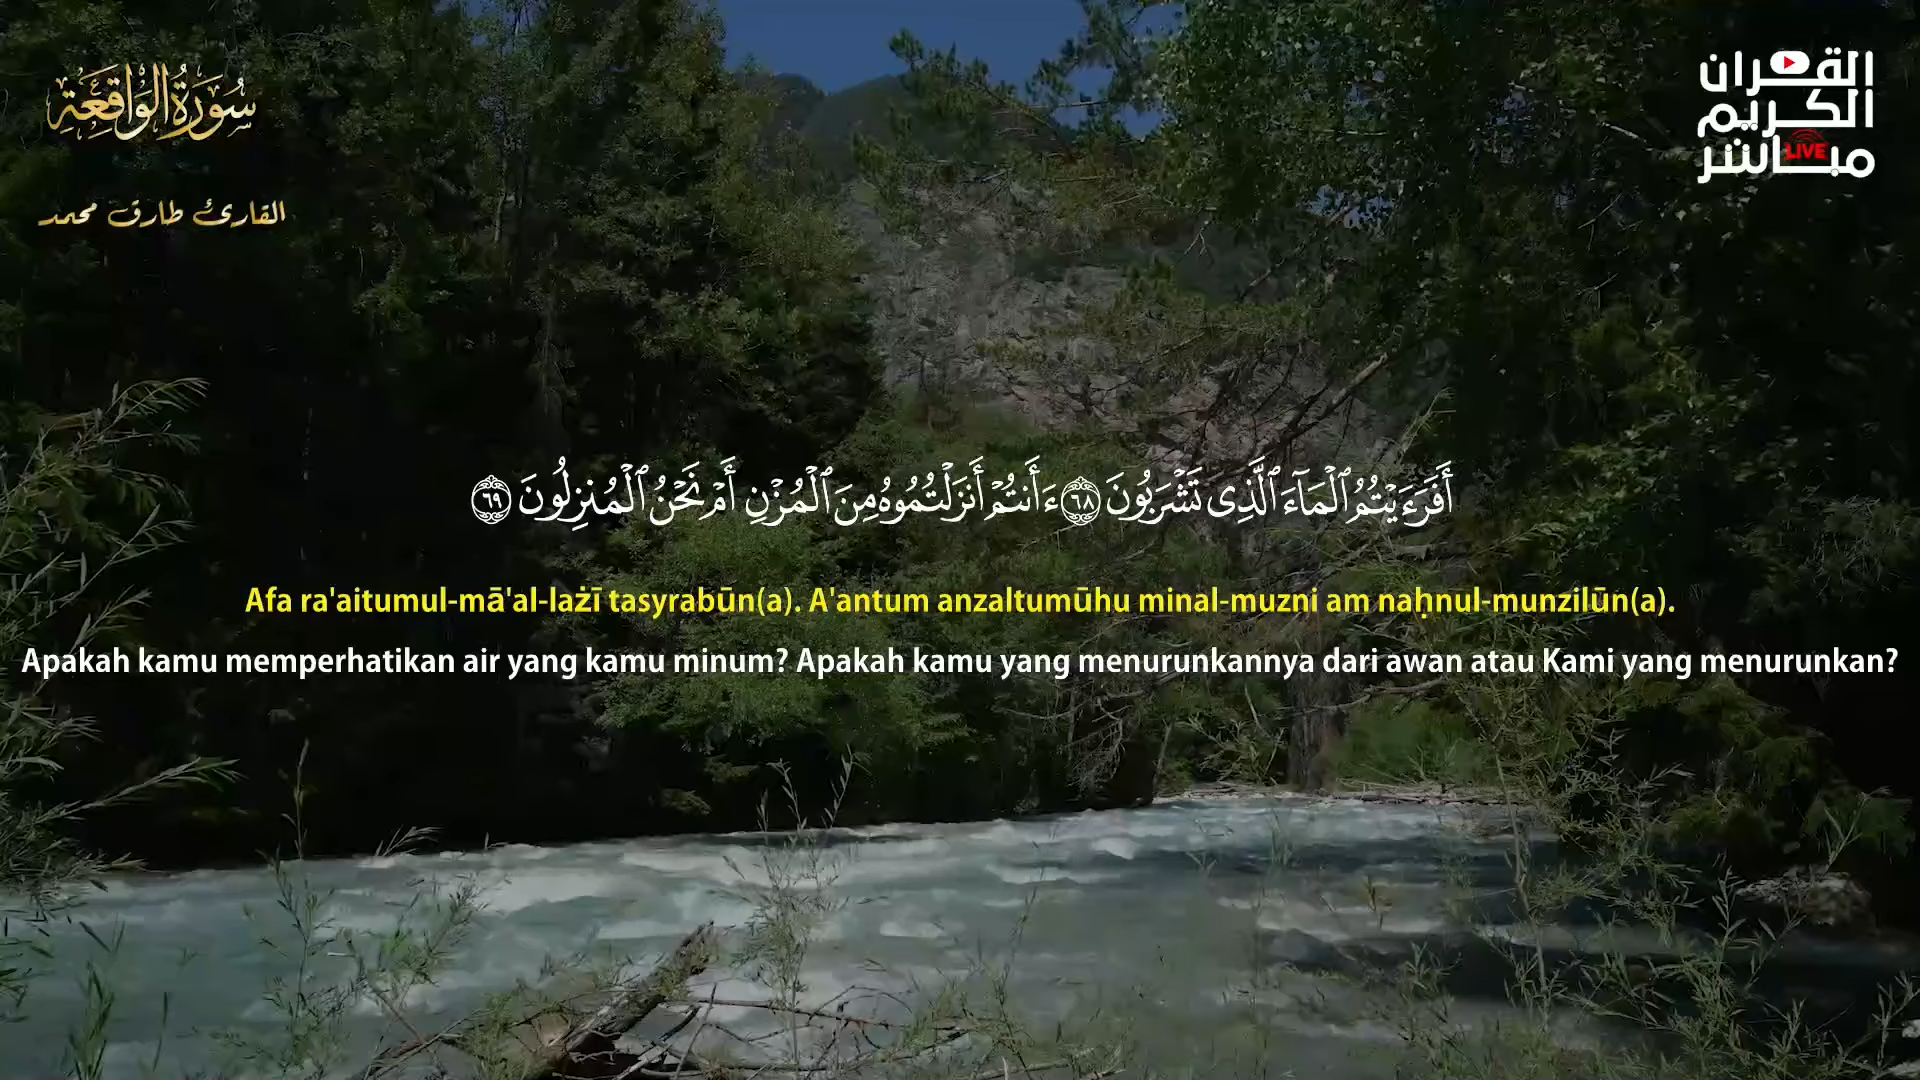 سُورَةُ الوَاقِعَةِ
القارئ طارق محمد
القرآن
الكريم
مباشر
LIVE
أَفَرَءَيْتُمُ ٱلْمَآءَ ٱلَّذِى تَشْرَبُونَ ٦٨ ءَأَنتُمْ أَنزَلْتُمُوهُ مِنَ ٱلْمُزْنِ أَمْ نَحْنُ ٱلْمُنزِلُونَ ٦٩
Afa ra'aitumul-mā'al-lażī tasyrabūn(a). A'antum anzaltumūhu minal-muzni am naḥnul-munzilūn(a).
Apakah kamu memperhatikan air yang kamu minum? Apakah kamu yang menurunkannya dari awan atau Kami yang menurunkan?